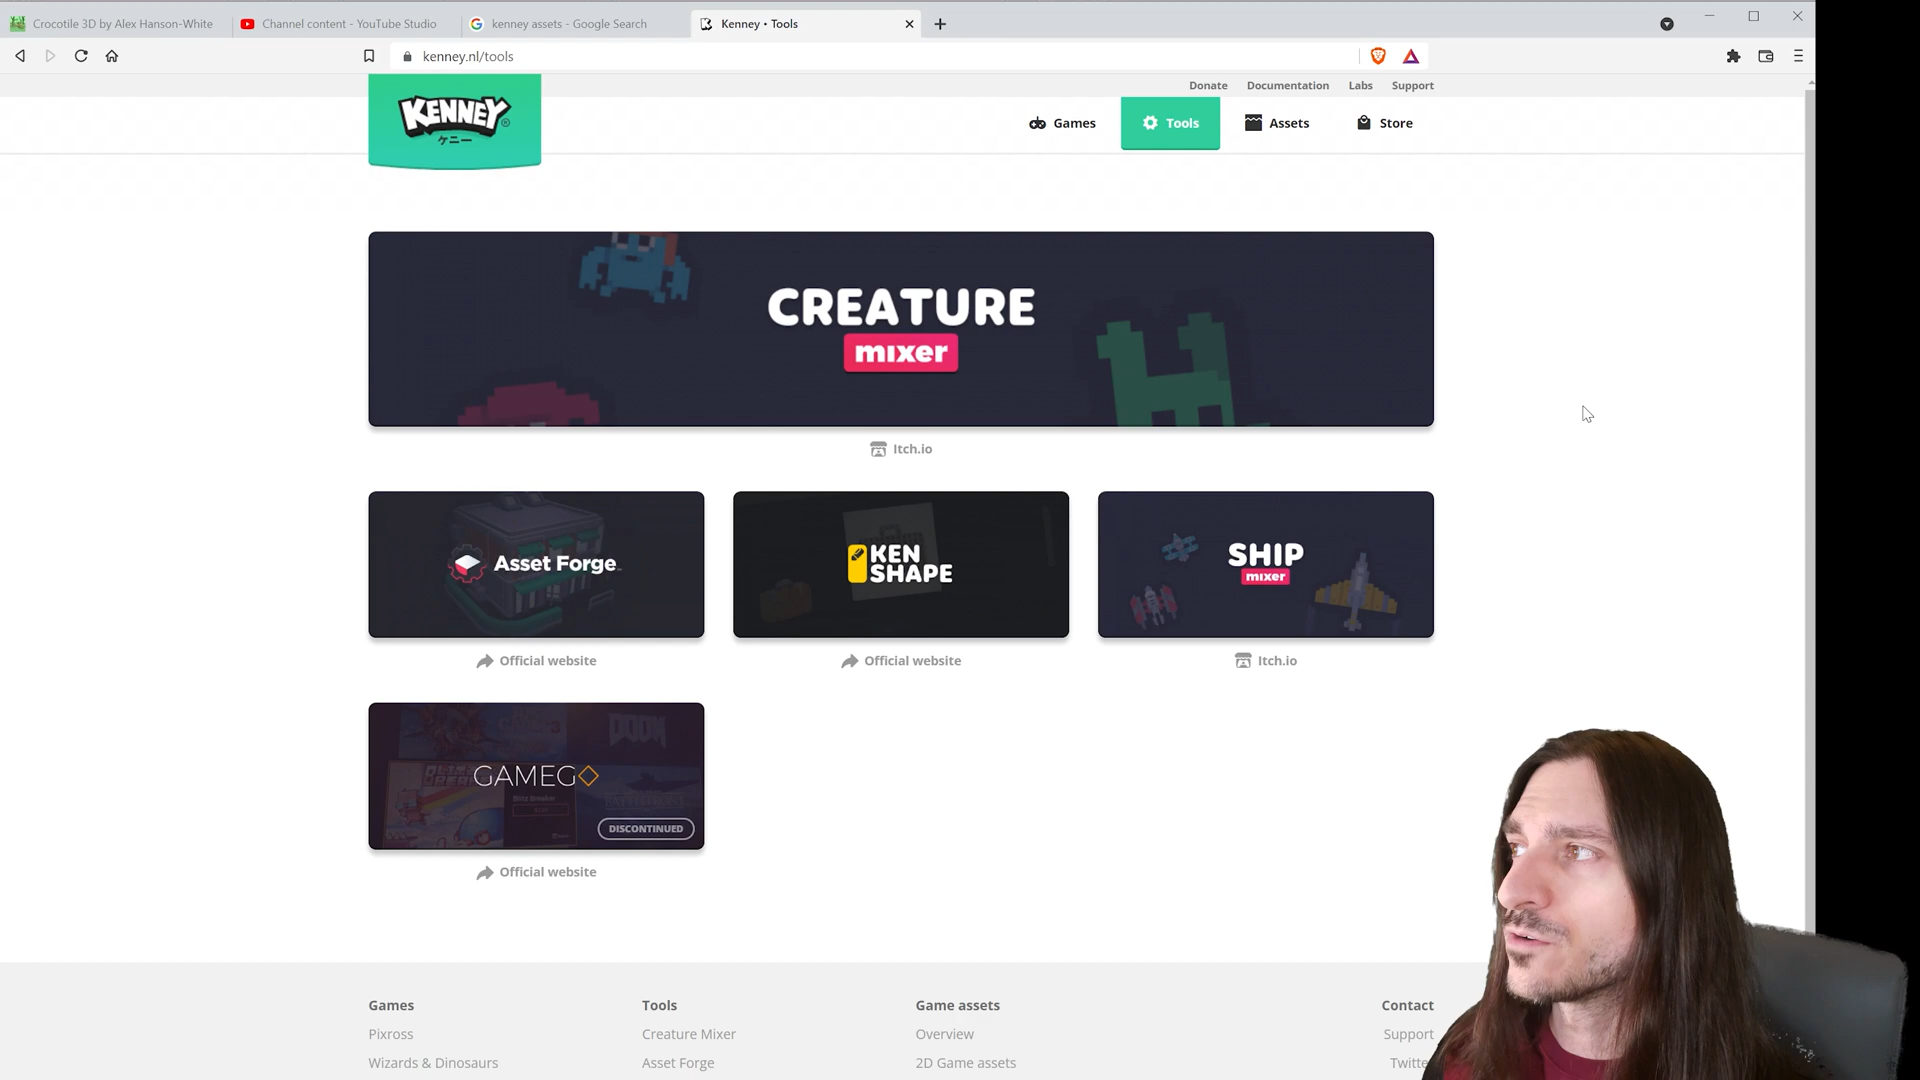 Crocotile 3D by Alex Hanson-White
Channel content - YouTube Studio
kenney assets - Google Search
Kenney • Tools
kenney.nl/tools
Donate
Documentation
Labs
Support
KENNEY®
ケニー
Games
Tools
Assets
Store
CREATURE
mixer
Itch.io
Asset Forge
KEN
SHAPE
SHIP
mixer
Official website
Official website
Itch.io
DOOM
GAMEGO
DISCONTINUED
Official website
Games
Tools
Game assets
Contact
Pixross
Creature Mixer
Overview
Support
Wizards & Dinosaurs
Asset Forge
2D Game assets